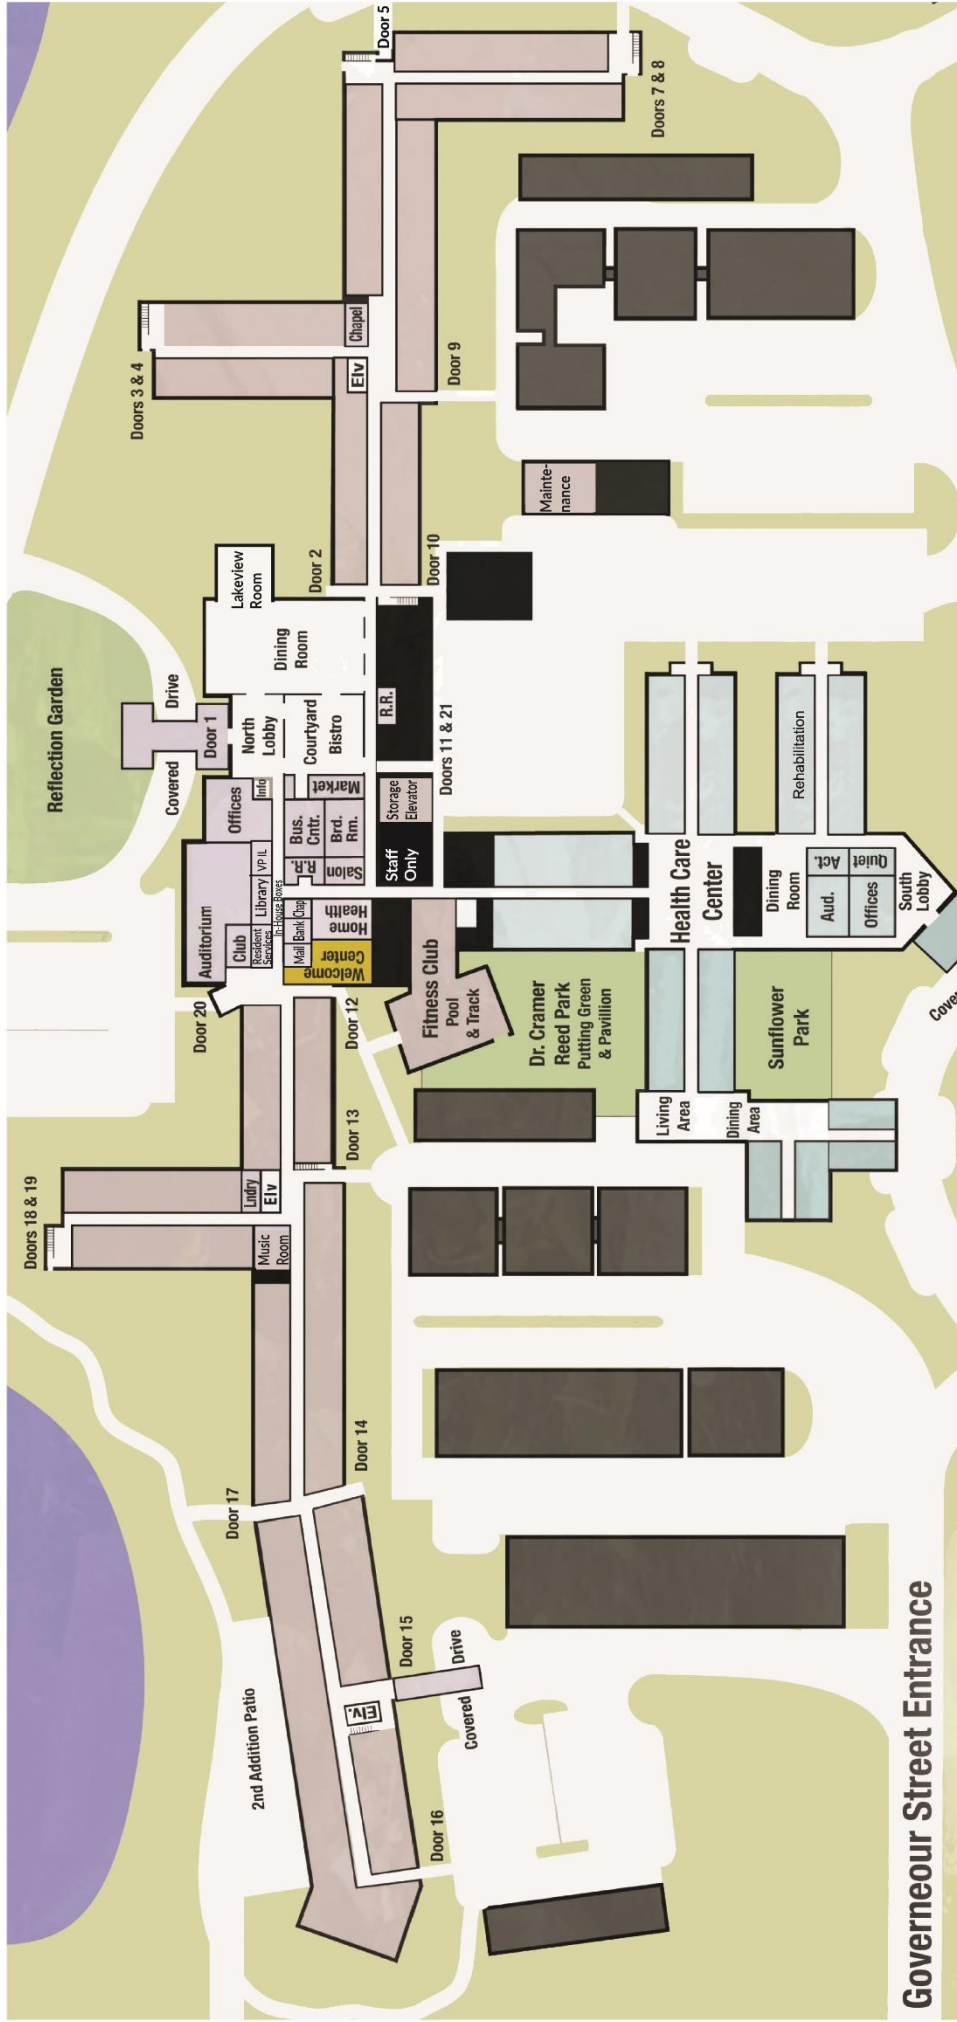 Doors 18 & 19
Reflection Garden
Doors 3 & 4
Covered
Drive
Door 20
Auditorium
Door 1
Door 17
Club
Offices
Lakeview
Room
2nd Addition Patio
Lndry
Elv
Music
Room
Resident
Services
Library
VP IL
Info
In-House Boxes
North
Lobby
Dining
Room
Mail
Bank
Chap
Welcome
Center
Home
Health
R.R.
Bus.
Cntr.
Salon
Brd.
Rm.
Market
Courtyard
Bistro
Door 2
Elv
Chapel
Door 5
Door 14
Door 13
Door 12
Elv.
Staff
Only
Storage
Elevator
R.R.
Door 15
Door 16
Covered
Drive
Fitness Club
Pool
& Track
Doors 11 & 21
Door 10
Door 9
Dr. Cramer
Reed Park
Putting Green
& Pavillion
Mainte-
nance
Doors 7 & 8
Living
Area
Dining
Area
Health Care
Center
Sunflower
Park
Dining
Room
Rehabilitation
Aud.
Act.
Offices
Quiet
South
Lobby
Cover
Governeour Street Entrance